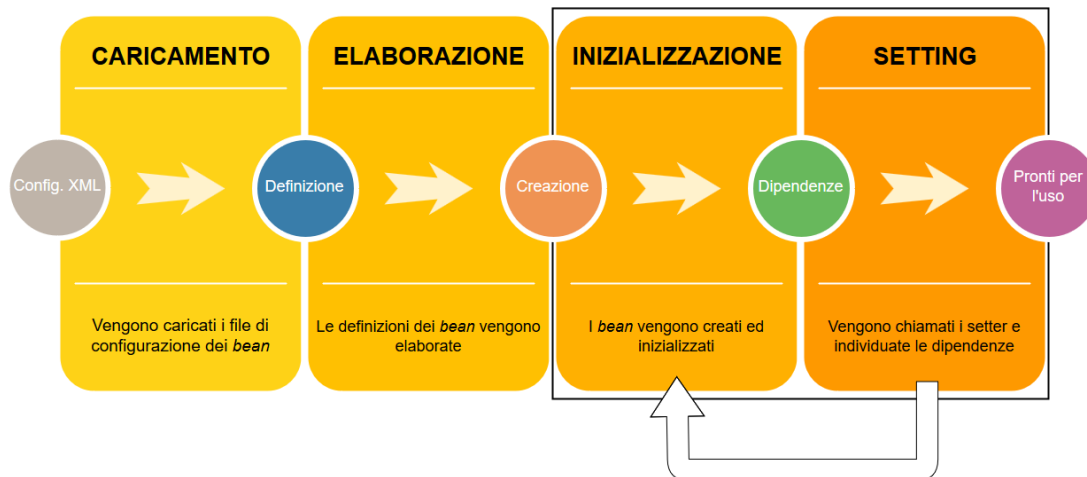 CARICAMENTO
ELABORAZIONE
INIZIALIZZAZIONE
SETTING
Config. XML
Definizione
Creazione
Dipendenze
Pronti per
l'uso
Vengono caricati i file di
configurazione dei bean
Le definizioni dei bean vengono
elaborate
I bean vengono creati ed
inizializzati
Vengono chiamati i setter e
individuate le dipendenze